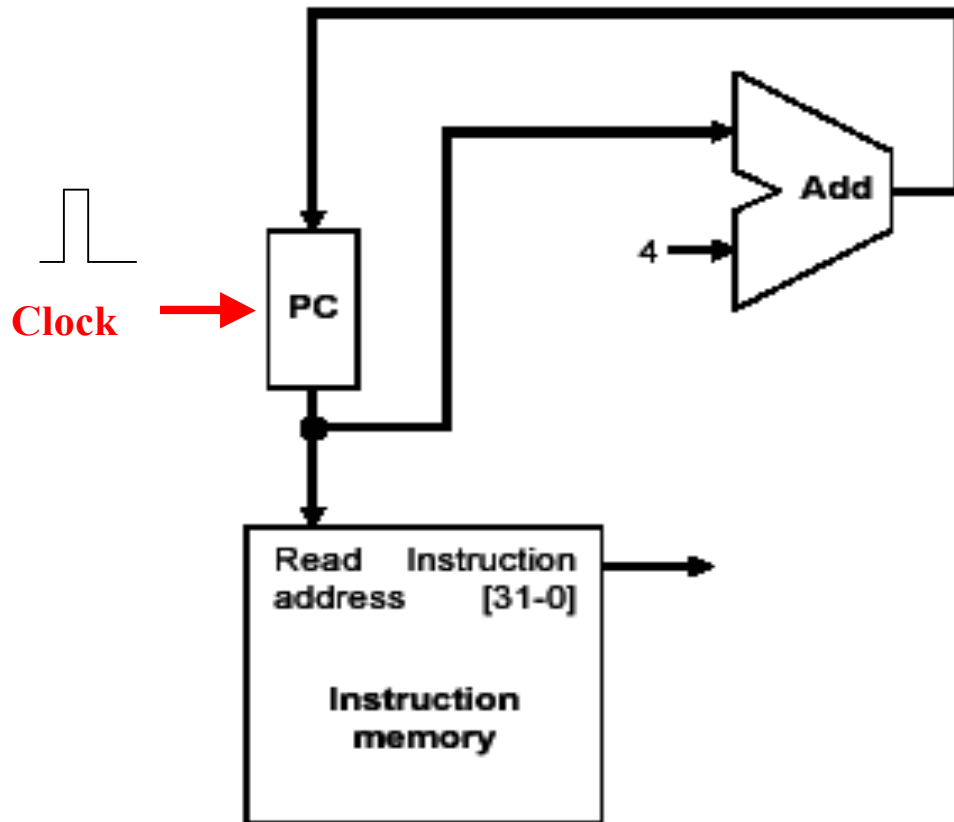 Add
4
PC
Clock
Read Instruction
address [31-0]
Instruction
memory